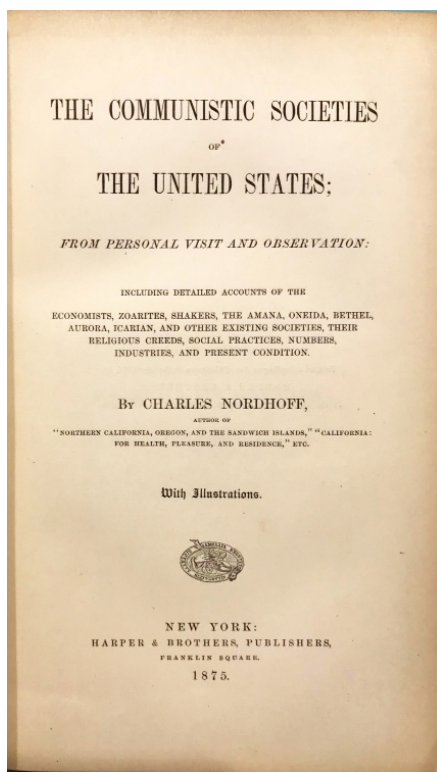 THE COMMUNISTIC SOCIETIES
OF
THE UNITED STATES;
FROM PERSONAL VISIT AND OBSERVATION:
INCLUDING DETAILED ACCOUNTS OF THE
ECONOMISTS, ZOARITES, SHAKERS, THE AMANA, ONEIDA, BETHEL,
AURORA, ICARIAN, AND OTHER EXISTING SOCIETIES, THEIR
RELIGIOUS CREEDS, SOCIAL PRACTICES, NUMBERS,
INDUSTRIES, AND PRESENT CONDITION.
BY CHARLES NORDHOFF,
AUTHOR OF
"NORTHERN CALIFORNIA, OREGON, AND THE SANDWICH ISLANDS," "CALIFORNIA:
FOR HEALTH, PLEASURE, AND RESIDENCE," ETC.
With Illustrations.
NEW YORK:
HARPER & BROTHERS, PUBLISHERS,
FRANKLIN SQUARE.
1875.